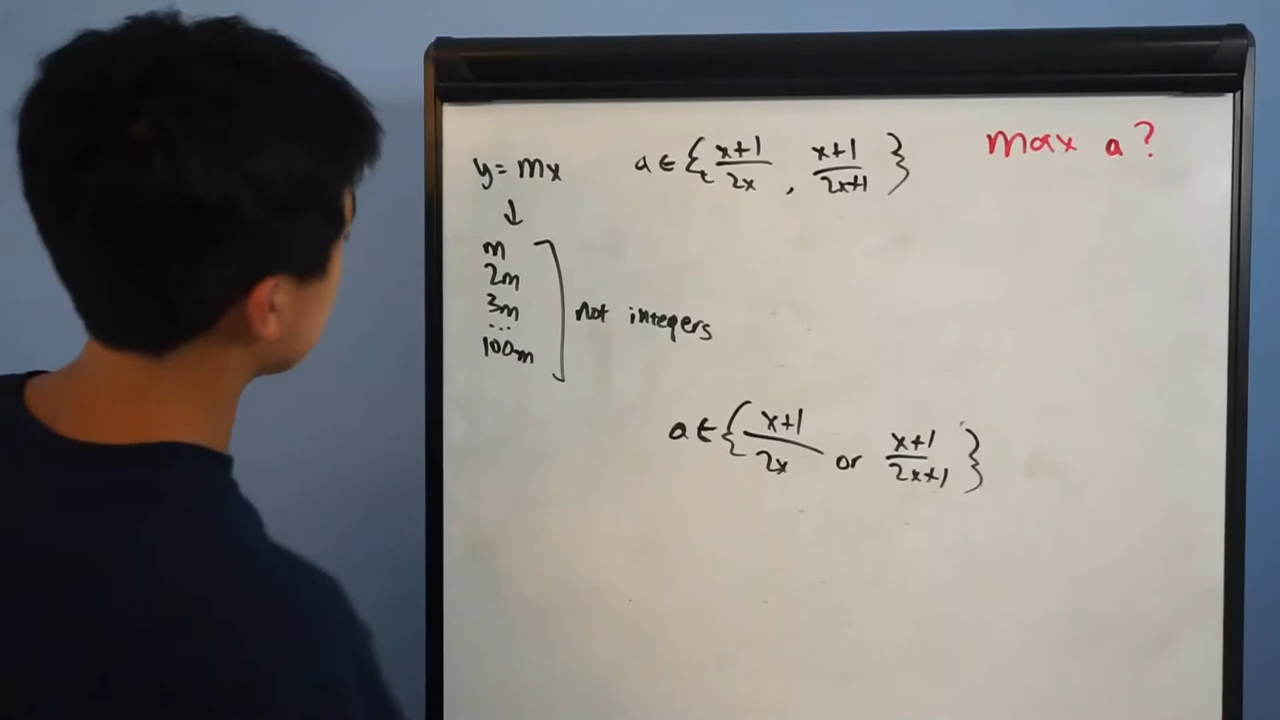 y = mx
↓
m
2m
3m
...
100m
not integers
a ∈ { x+1/2x , x+1/2x+1 }
max a?
a ∈ { x+1/2x or x+1/2x+1 }